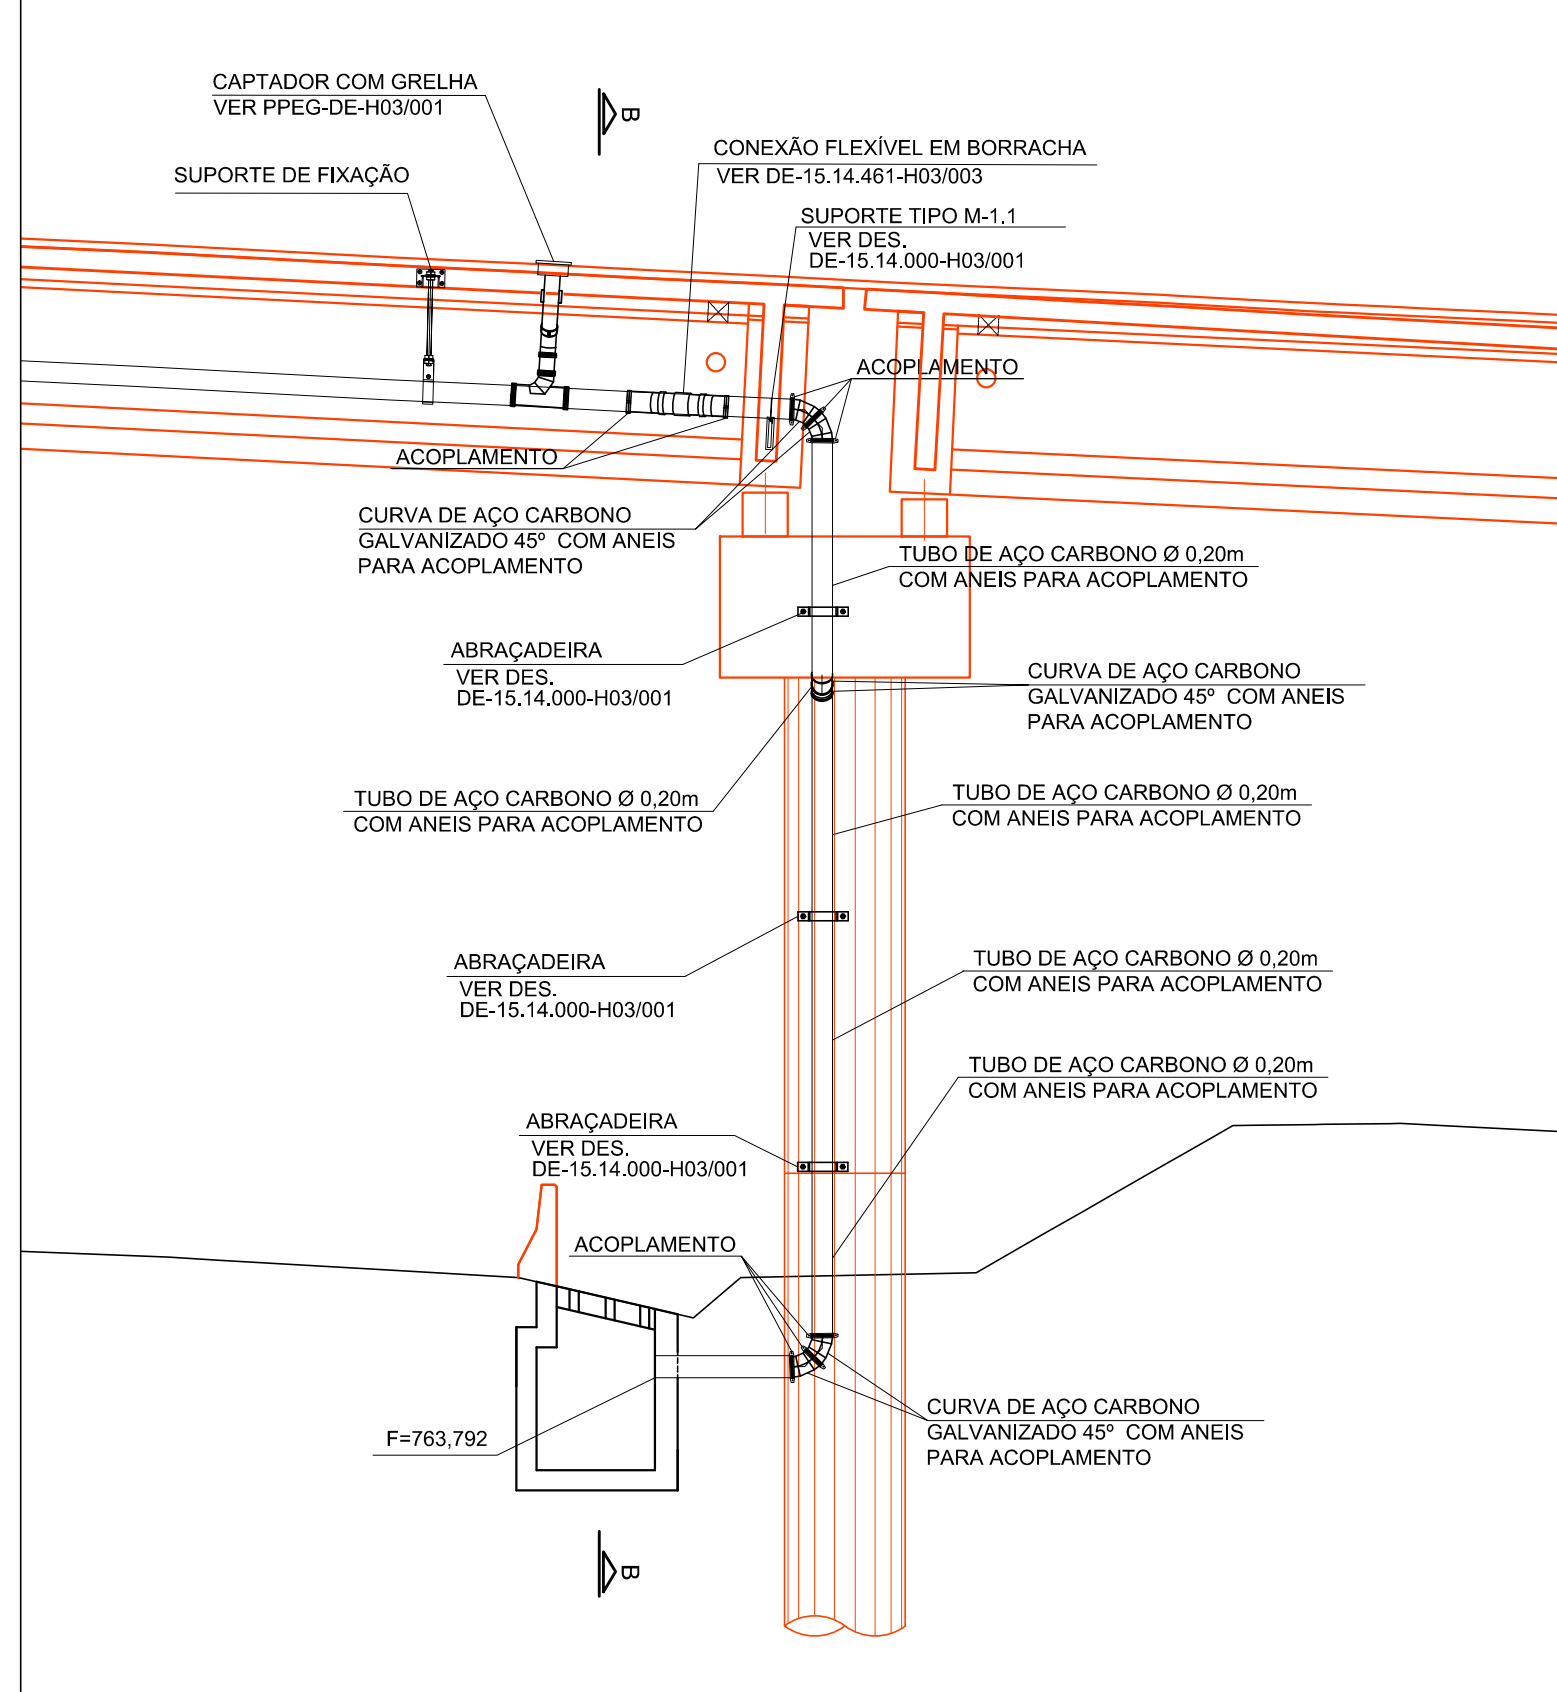 CAPTADOR COM GRELHA
VER PPEG-DE-H03/001
B
CONEXÃO FLEXÍVEL EM BORRACHA
VER DE-15.14.461-H03/003
SUPORTE DE FIXAÇÃO
SUPORTE TIPO M-1.1
VER DES.
DE-15.14.000-H03/001
ACOPLAMENTO
ACOPLAMENTO
CURVA DE AÇO CARBONO
GALVANIZADO 45º COM ANEIS
PARA ACOPLAMENTO
TUBO DE AÇO CARBONO Ø 0,20m
COM ANEIS PARA ACOPLAMENTO
ABRAÇADEIRA
VER DES.
DE-15.14.000-H03/001
CURVA DE AÇO CARBONO
GALVANIZADO 45º COM ANEIS
PARA ACOPLAMENTO
TUBO DE AÇO CARBONO Ø 0,20m
COM ANEIS PARA ACOPLAMENTO
TUBO DE AÇO CARBONO Ø 0,20m
COM ANEIS PARA ACOPLAMENTO
ABRAÇADEIRA
VER DES.
DE-15.14.000-H03/001
TUBO DE AÇO CARBONO Ø 0,20m
COM ANEIS PARA ACOPLAMENTO
TUBO DE AÇO CARBONO Ø 0,20m
COM ANEIS PARA ACOPLAMENTO
ABRAÇADEIRA
VER DES.
DE-15.14.000-H03/001
ACOPLAMENTO
CURVA DE AÇO CARBONO
GALVANIZADO 45º COM ANEIS
PARA ACOPLAMENTO
F=763,792
B